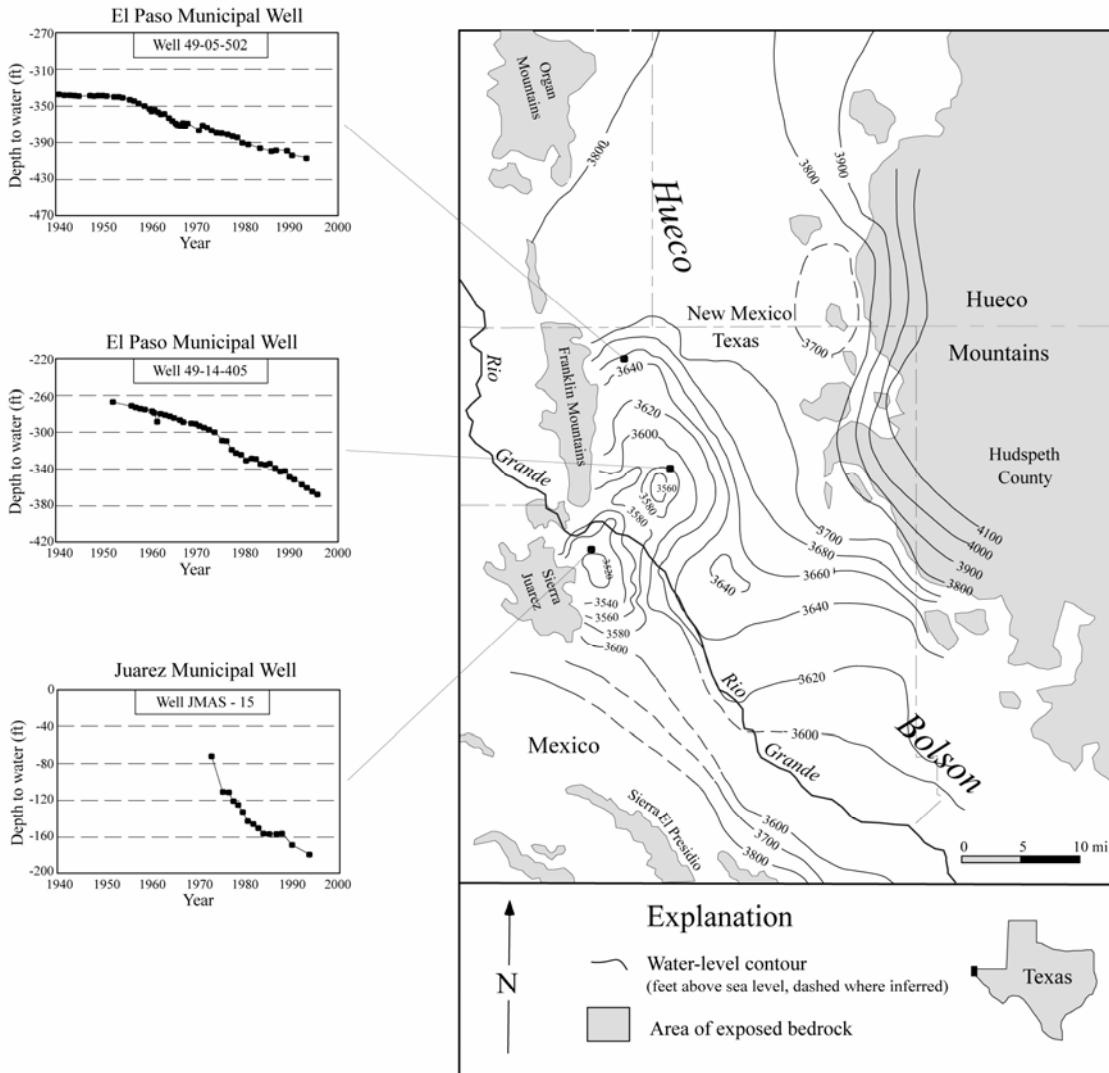 El Paso Municipal Well
Well 49-05-502
Depth to water (ft)
-270
-310
-350
-390
-430
-470
1940 1950 1960 1970 1980 1990 2000
Year
El Paso Municipal Well
Well 49-14-405
Depth to water (ft)
-220
-260
-300
-340
-380
-420
1940 1950 1960 1970 1980 1990 2000
Year
Juarez Municipal Well
Well JMAS - 15
Depth to water (ft)
0
-40
-80
-120
-160
-200
1940 1950 1960 1970 1980 1990 2000
Year
Organ
Mountains
3800
3800
3900
Hueco
Hueco
Mountains
New Mexico
Texas
3700
Rio
Grande
Franklin Mountains
3640
3620
3600
3560
3580
3580
Hudspeth
County
4100
4000
3900
3800
3700
3680
3660
3640
3640
3620
3600
Sierra
Juarez
3520
3540
3560
3580
3600
Rio
Grande
Bolson
Mexico
Sierra El Presidio
3600
3700
3800
0 5 10 mi
Explanation
N
Water-level contour
(feet above sea level, dashed where inferred)
Area of exposed bedrock
Texas